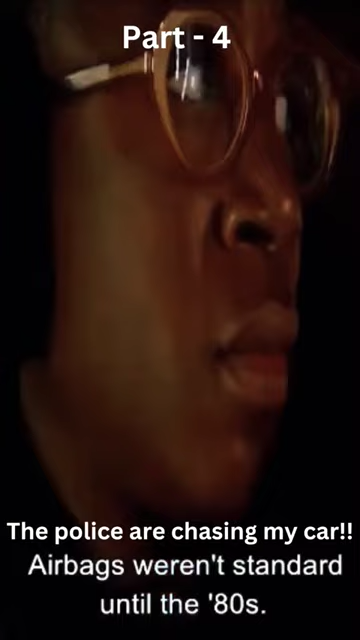 Part - 4
The police are chasing my car!!
Airbags weren't standard
until the '80s.